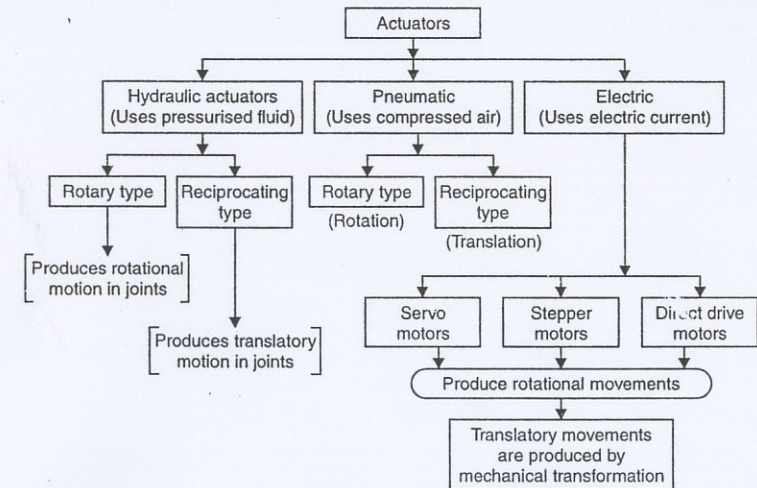 Actuators
Hydraulic actuators
(Uses pressurised fluid)
Pneumatic
(Uses compressed air)
Electric
(Uses electric current)
Rotary type
Reciprocating
type
Rotary type
(Rotation)
Reciprocating
type
(Translation)
[Produces rotational
motion in joints]
[Produces translatory
motion in joints]
Servo
motors
Stepper
motors
Direct drive
motors
Produce rotational movements
Translatory movements
are produced by
mechanical transformation